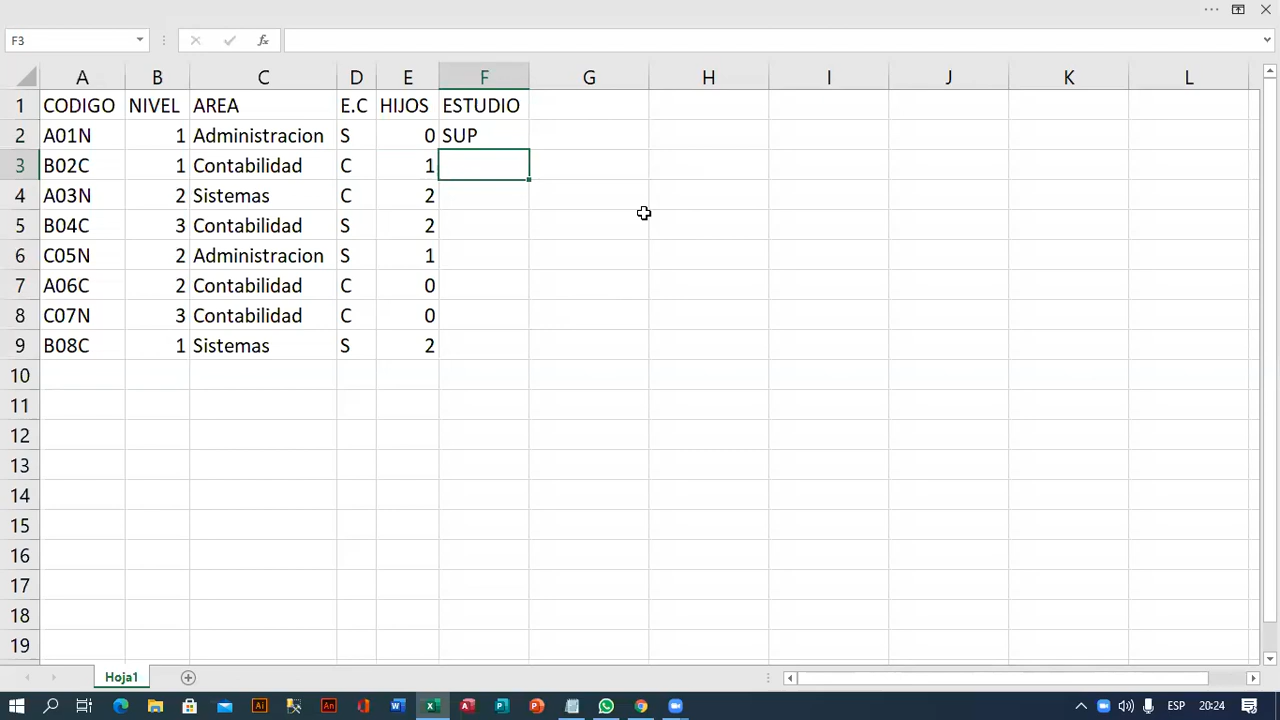 F3
fx
A B C D E F G H I J K L
1 CODIGO NIVEL AREA E.C HIJOS ESTUDIO
2 A01N 1 Administracion S 0 SUP
3 B02C 1 Contabilidad C 1
4 A03N 2 Sistemas C 2
5 B04C 3 Contabilidad S 2
6 C05N 2 Administracion S 1
7 A06C 2 Contabilidad C 0
8 C07N 3 Contabilidad C 0
9 B08C 1 Sistemas S 2
10
11
12
13
14
15
16
17
18
19
Hoja1
Ai An ESP 20:24